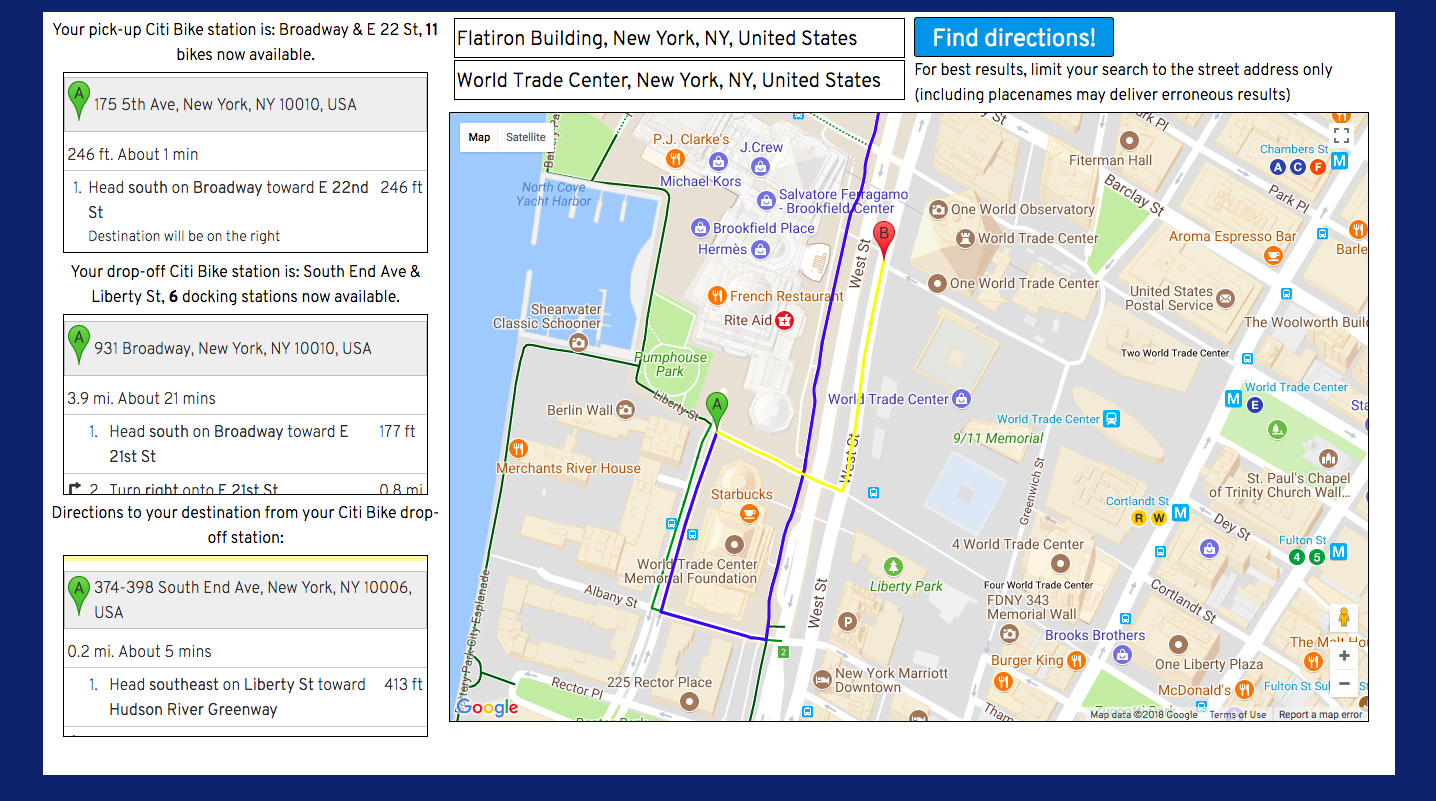 Your pick-up Citi Bike station is: Broadway & E 22 St, 11
bikes now available.
A
175 5th Ave, New York, NY 10010, USA
246 ft. About 1 min
1. Head south on Broadway toward E 22nd
St
246 ft
Destination will be on the right
Your drop-off Citi Bike station is: South End Ave &
Liberty St, 6 docking stations now available.
A
931 Broadway, New York, NY 10010, USA
3.9 mi. About 21 mins
1. Head south on Broadway toward E
21st St
177 ft
2. Turn right onto E 21st St
0.8 mi
Directions to your destination from your Citi Bike drop-
off station:
A
374-398 South End Ave, New York, NY 10006,
USA
0.2 mi. About 5 mins
1. Head southeast on Liberty St toward
Hudson River Greenway
413 ft
Flatiron Building, New York, NY, United States
World Trade Center, New York, NY, United States
Find directions!
For best results, limit your search to the street address only
(including placenames may deliver erroneous results)
Map
Satellite
P.J. Clarke's
J.Crew
Michael Kors
Salvatore Ferragamo
- Brookfield Center
North Cove
Yacht Harbor
Brookfield Place
Hermès
French Restaurant
Rite Aid
Shearwater
Classic Schooner
Pumphouse
Park
Liberty St
Berlin Wall
A
B
West St
Merchants River House
Starbucks
World Trade Center
Memorial Foundation
Albany St
Battery Park City Esplanade
Rector Pl
225 Rector Place
2
Google
Fiterman Hall
Barclay St
Park Pl
Chambers St
A C F M
Park Pl
One World Observatory
World Trade Center
One World Trade Center
Aroma Espresso Bar
United States
Postal Service
Two World Trade Center
World Trade Center
M E
World Trade Center
World Trade Center
9/11 Memorial
West St
St. Paul's Chapel
of Trinity Church Wall...
Greenwich St
Cortlandt St
R W M
Dey St
Fulton St
4 5 M
4 World Trade Center
Four World Trade Center
Liberty Park
West St
FDNY 343
Memorial Wall
Cortlandt St
P
Brooks Brothers
Burger King
One Liberty Plaza
New York Marriott
Downtown
McDonald's
Map data ©2018 Google
Terms of Use
Report a map error